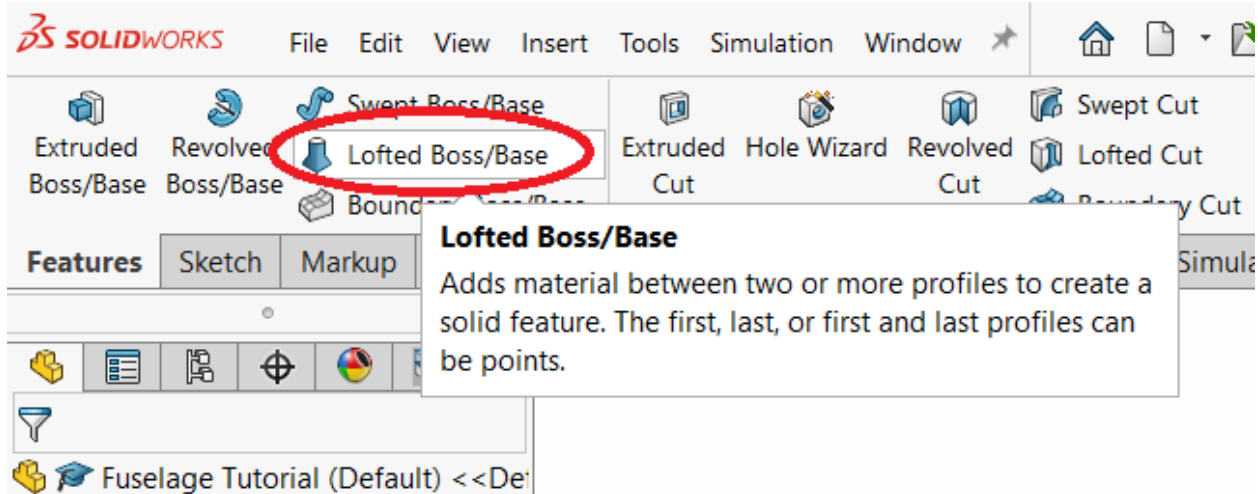 SOLIDWORKS File Edit View Insert Tools Simulation Window
Extruded Boss/Base
Revolved Boss/Base
Swept Boss/Base
Lofted Boss/Base
Extruded Cut
Hole Wizard
Revolved Cut
Swept Cut
Lofted Cut
Boundary Cut
Features Sketch Markup
Lofted Boss/Base
Adds material between two or more profiles to create a
solid feature. The first, last, or first and last profiles can
be points.
Fuselage Tutorial (Default) <<De